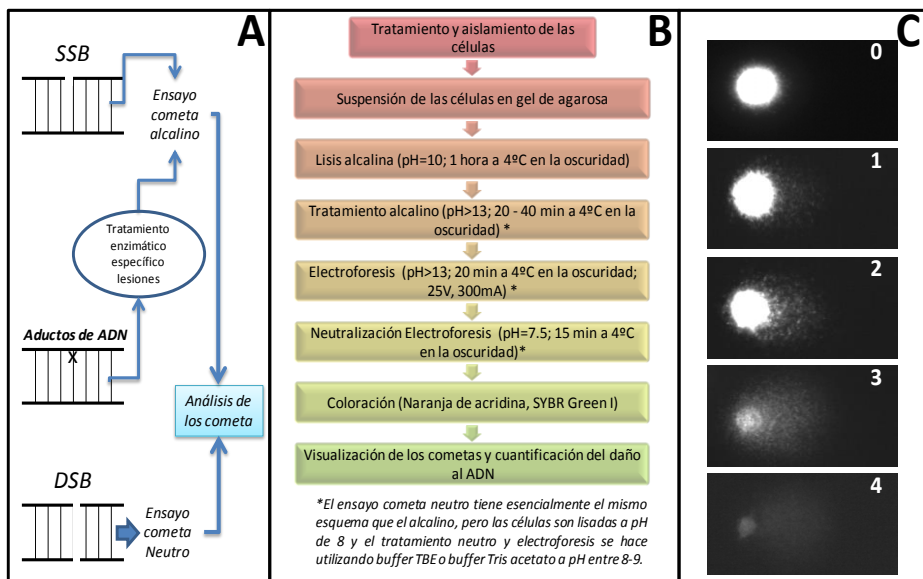 A
SSB
Ensayo
cometa
alcalino
Tratamiento
enzimático
específico
lesiones
Aductos de ADN
X
Análisis de
los cometa
DSB
Ensayo
cometa
Neutro
B
Tratamiento y aislamiento de las
células
Suspensión de las células en gel de agarosa
Lisis alcalina (pH=10; 1 hora a 4ºC en la oscuridad)
Tratamiento alcalino (pH>13; 20 - 40 min a 4ºC en la
oscuridad) *
Electroforesis (pH>13; 20 min a 4ºC en la oscuridad;
25V, 300mA) *
Neutralización Electroforesis (pH=7.5; 15 min a 4ºC
en la oscuridad)*
Coloración (Naranja de acridina, SYBR Green I)
Visualización de los cometas y cuantificación del daño
al ADN
*El ensayo cometa neutro tiene esencialmente el mismo
esquema que el alcalino, pero las células son lisadas a pH
de 8 y el tratamiento neutro y electroforesis se hace
utilizando buffer TBE o buffer Tris acetato a pH entre 8-9.
C
0
1
2
3
4